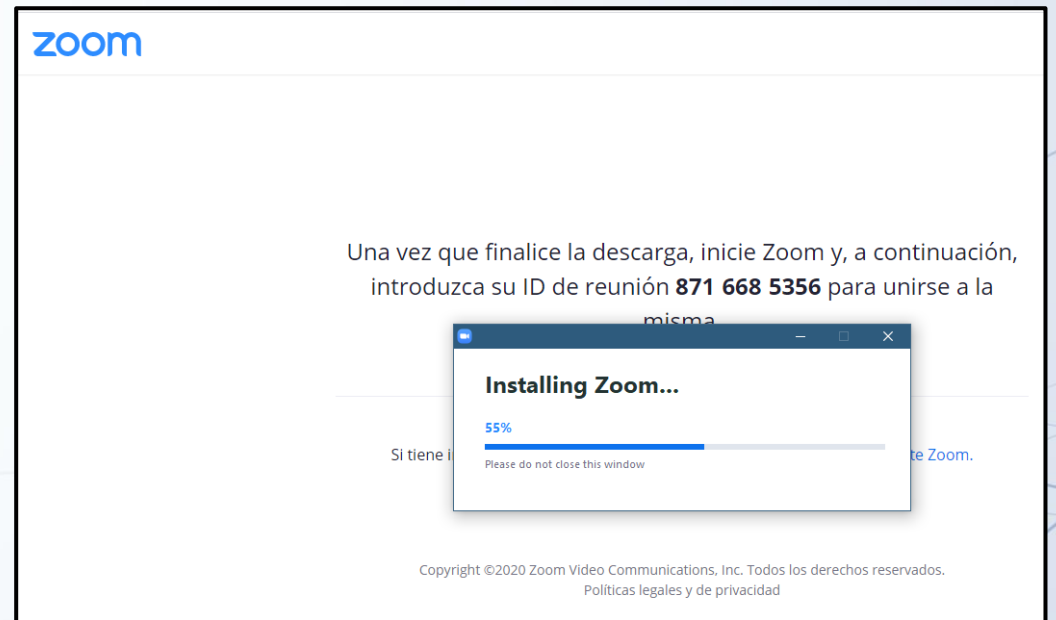 zoom
Una vez que finalice la descarga, inicie Zoom y, a continuación,
introduzca su ID de reunión 871 668 5356 para unirse a la
misma
Installing Zoom...
55%
Please do not close this window
Si tiene
Zoom.
Copyright ©2020 Zoom Video Communications, Inc. Todos los derechos reservados.
Políticas legales y de privacidad